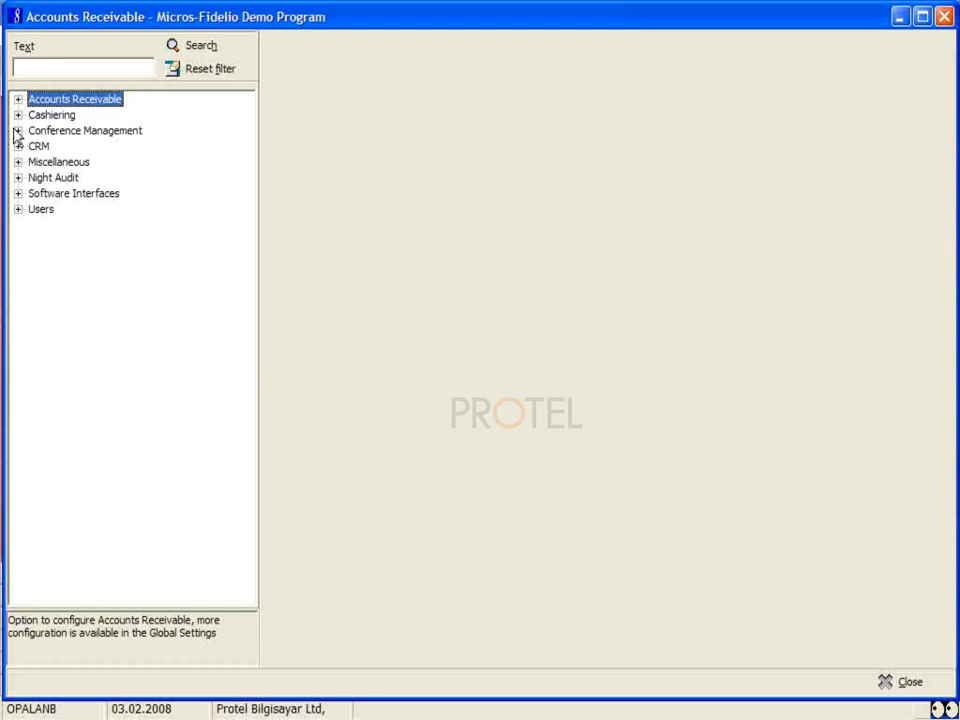 Accounts Receivable - Micros-Fidelio Demo Program
Text
Search
Reset filter
Accounts Receivable
Cashiering
Conference Management
CRM
Miscellaneous
Night Audit
Software Interfaces
Users
PROTEL
Option to configure Accounts Receivable, more
configuration is available in the Global Settings
Close
OPALANB 03.02.2008 Protel Bilgisayar Ltd,